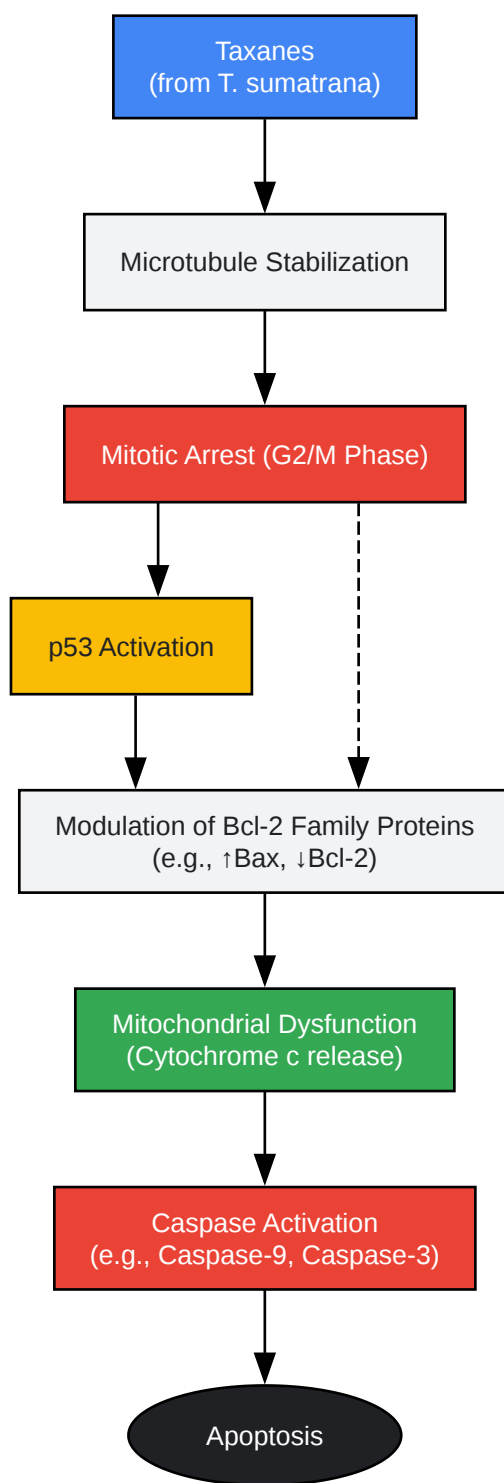 Taxanes
(from T. sumatrana)
Microtubule Stabilization
Mitotic Arrest (G2/M Phase)
p53 Activation
Modulation of Bcl-2 Family Proteins
(e.g., ↑Bax, ↓Bcl-2)
Mitochondrial Dysfunction
(Cytochrome c release)
Caspase Activation
(e.g., Caspase-9, Caspase-3)
Apoptosis